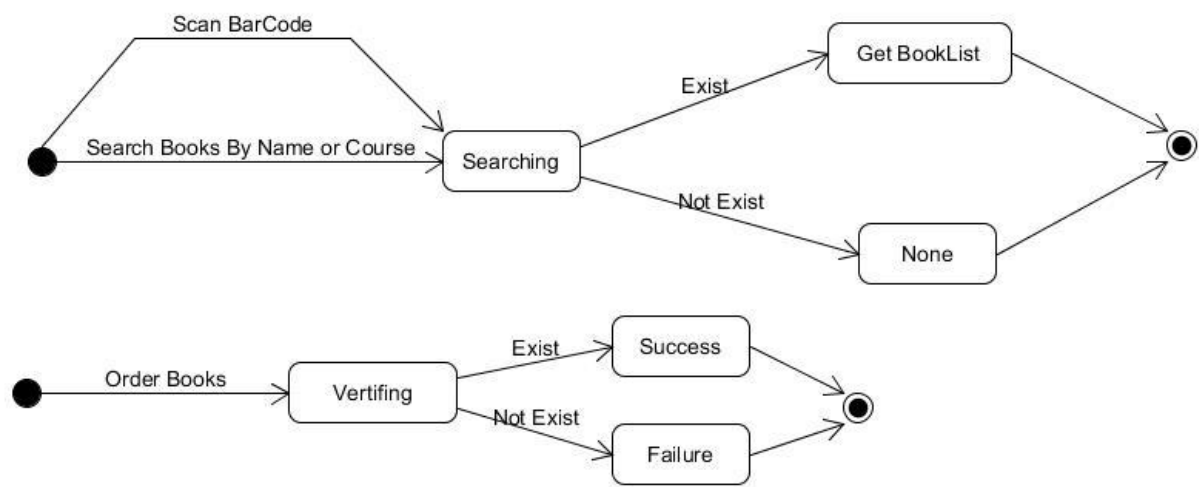 Scan BarCode
Get BookList
Exist
Search Books By Name or Course
Searching
Not Exist
None
Success
Exist
Order Books
Vertifing
Not Exist
Failure